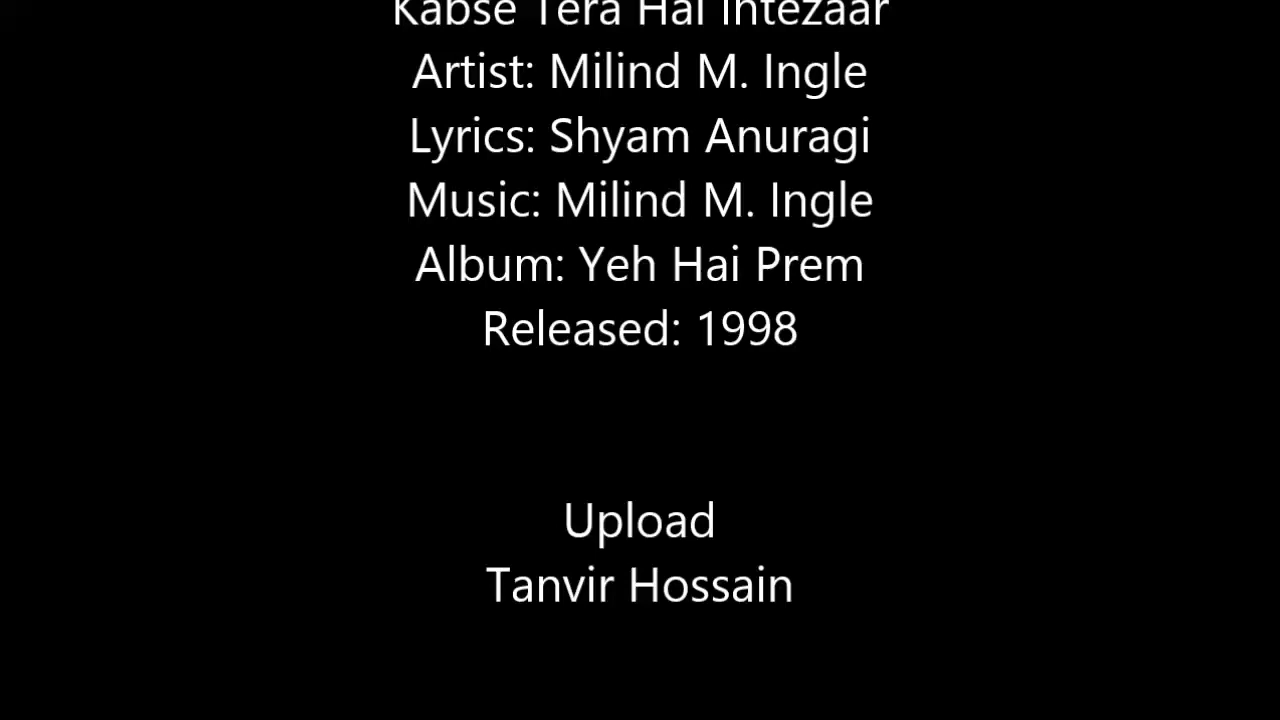 Kabse Tera Hai Intezaar
Artist: Milind M. Ingle
Lyrics: Shyam Anuragi
Music: Milind M. Ingle
Album: Yeh Hai Prem
Released: 1998
Upload
Tanvir Hossain